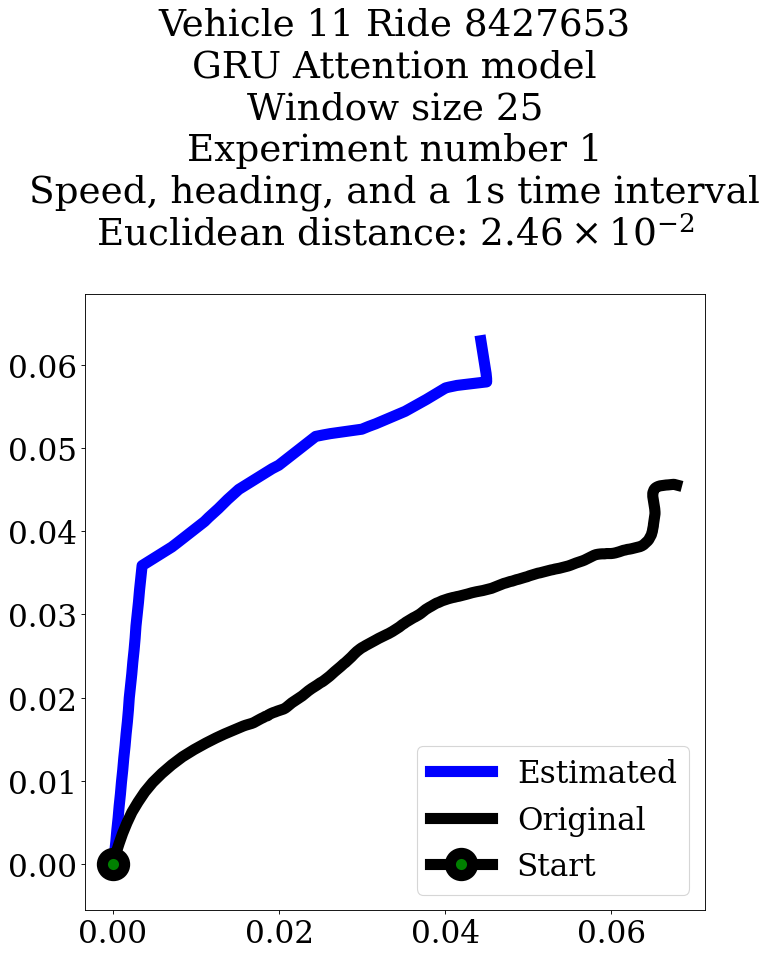 Vehicle 11 Ride 8427653
GRU Attention model
Window size 25
Experiment number 1
Speed, heading, and a 1s time interval
Euclidean distance: 2.46 × 10⁻²
0.06
0.05
0.04
0.03
0.02
0.01
0.00
Estimated
Original
Start
0.00 0.02 0.04 0.06